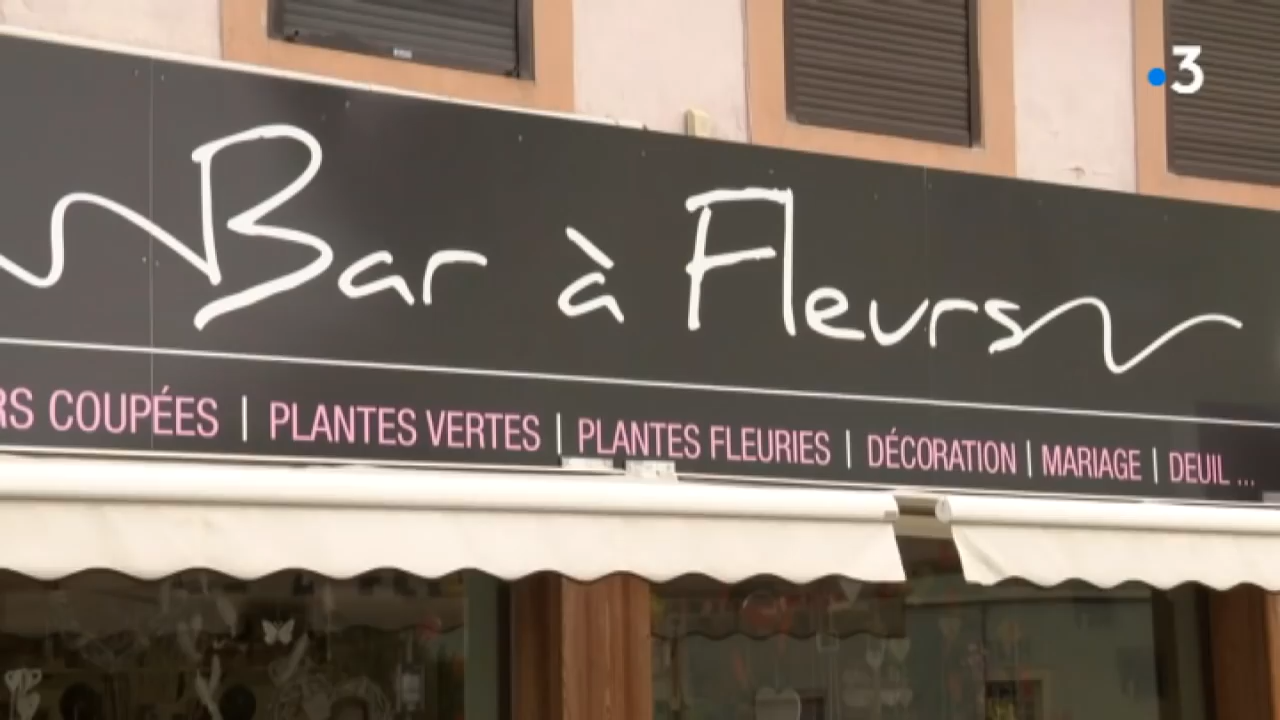 3
Bar à Fleurs
RS COUPÉES | PLANTES VERTES | PLANTES FLEURIES | DÉCORATION | MARIAGE | DEUIL ...